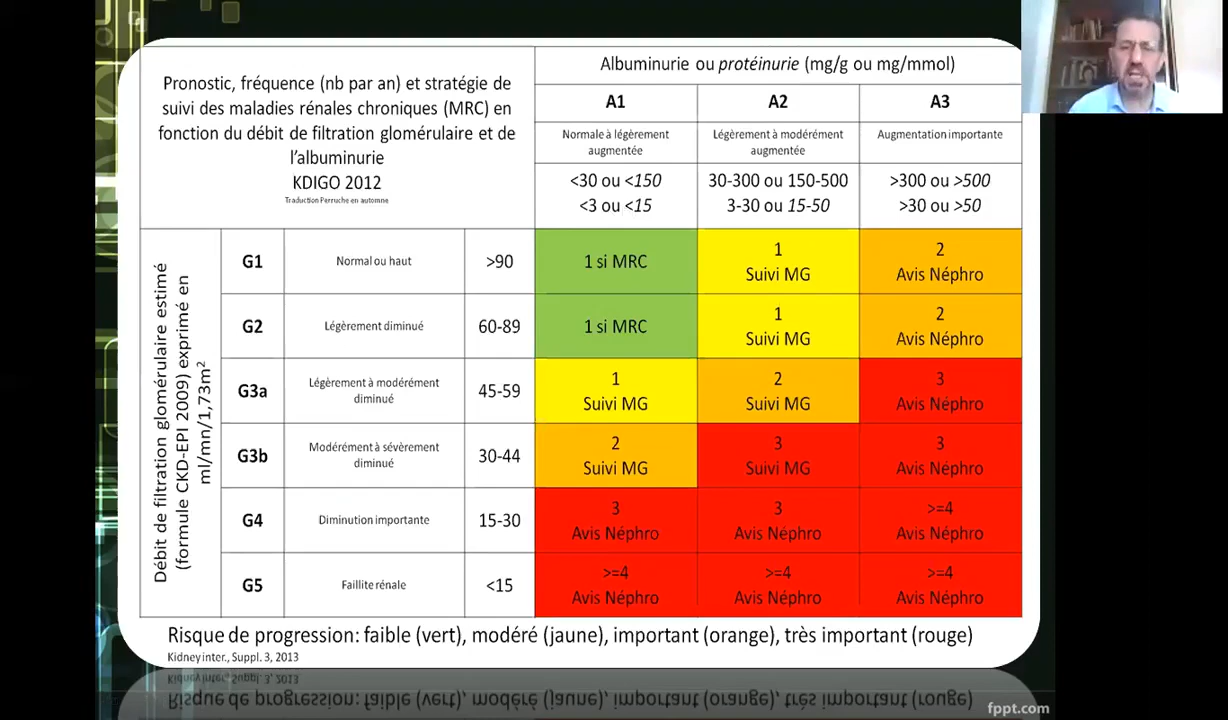 Pronostic, fréquence (nb par an) et stratégie de
suivi des maladies rénales chroniques (MRC) en
fonction du débit de filtration glomérulaire et de
l'albuminurie
KDIGO 2012
Traduction Perruche en automne
Albuminurie ou protéinurie (mg/g ou mg/mmol)
A1
A2
A3
Normale à légèrement
augmentée
Légèrement à modérément
augmentée
Augmentation importante
<30 ou <150
<3 ou <15
30-300 ou 150-500
3-30 ou 15-50
>300 ou >500
>30 ou >50
Débit de filtration glomérulaire estimé
(formule CKD-EPI 2009) exprimé en
ml/mn/1,73m²
G1
Normal ou haut
>90
1 si MRC
1
Suivi MG
2
Avis Néphro
G2
Légèrement diminué
60-89
1 si MRC
1
Suivi MG
2
Avis Néphro
G3a
Légèrement à modérément
diminué
45-59
1
Suivi MG
2
Suivi MG
3
Avis Néphro
G3b
Modérément à sévèrement
diminué
30-44
2
Suivi MG
3
Suivi MG
3
Avis Néphro
G4
Diminution importante
15-30
3
Avis Néphro
3
Avis Néphro
>=4
Avis Néphro
G5
Faillite rénale
<15
>=4
Avis Néphro
>=4
Avis Néphro
>=4
Avis Néphro
Risque de progression: faible (vert), modéré (jaune), important (orange), très important (rouge)
Kidney inter., Suppl. 3, 2013
fppt.com